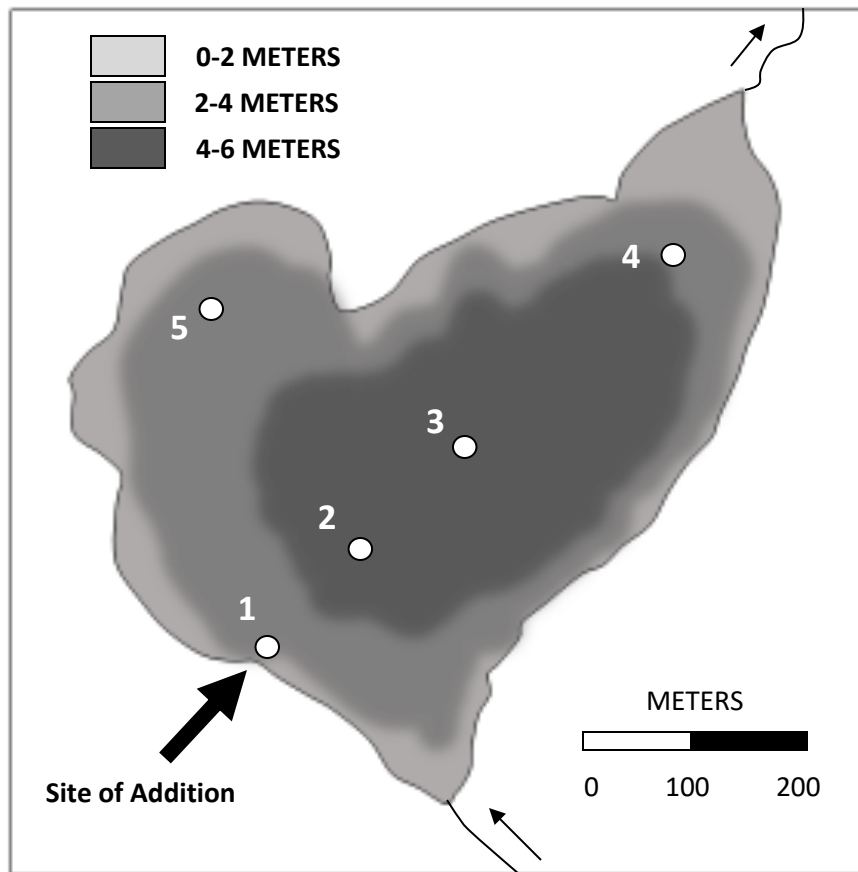 0-2 METERS
2-4 METERS
4-6 METERS
4
5
3
2
1
METERS
0 100 200
Site of Addition